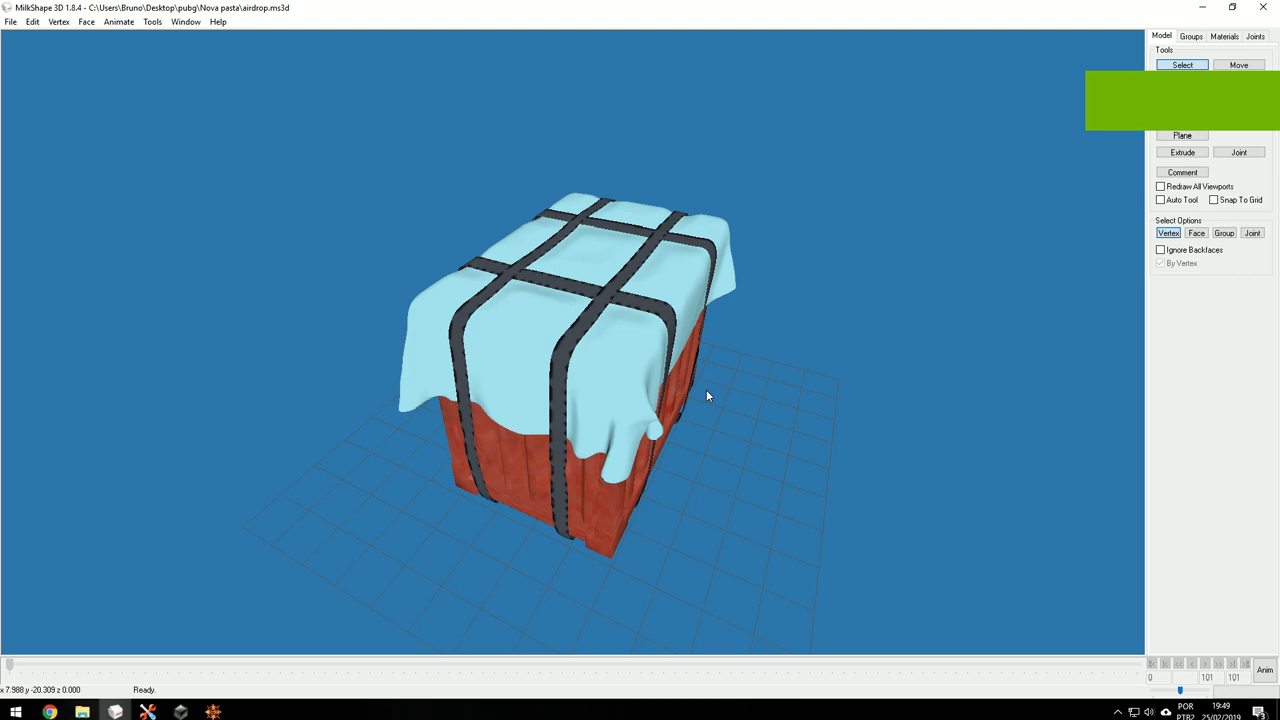 MilkShape 3D 1.8.4 - C:\Users\Bruno\Desktop\pubg\Nova pasta\airdrop.ms3d
File Edit Vertex Face Animate Tools Window Help
Model Groups Materials Joints
Tools
Select Move
Plane
Extrude Joint
Comment
Redraw All Viewports
Auto Tool Snap To Grid
Select Options
Vertex Face Group Joint
Ignore Backfaces
By Vertex
0 101 101 Anim
x 7.988 y -20.309 z 0.000 Ready.
POR 19:49
PTB2 25/02/2019